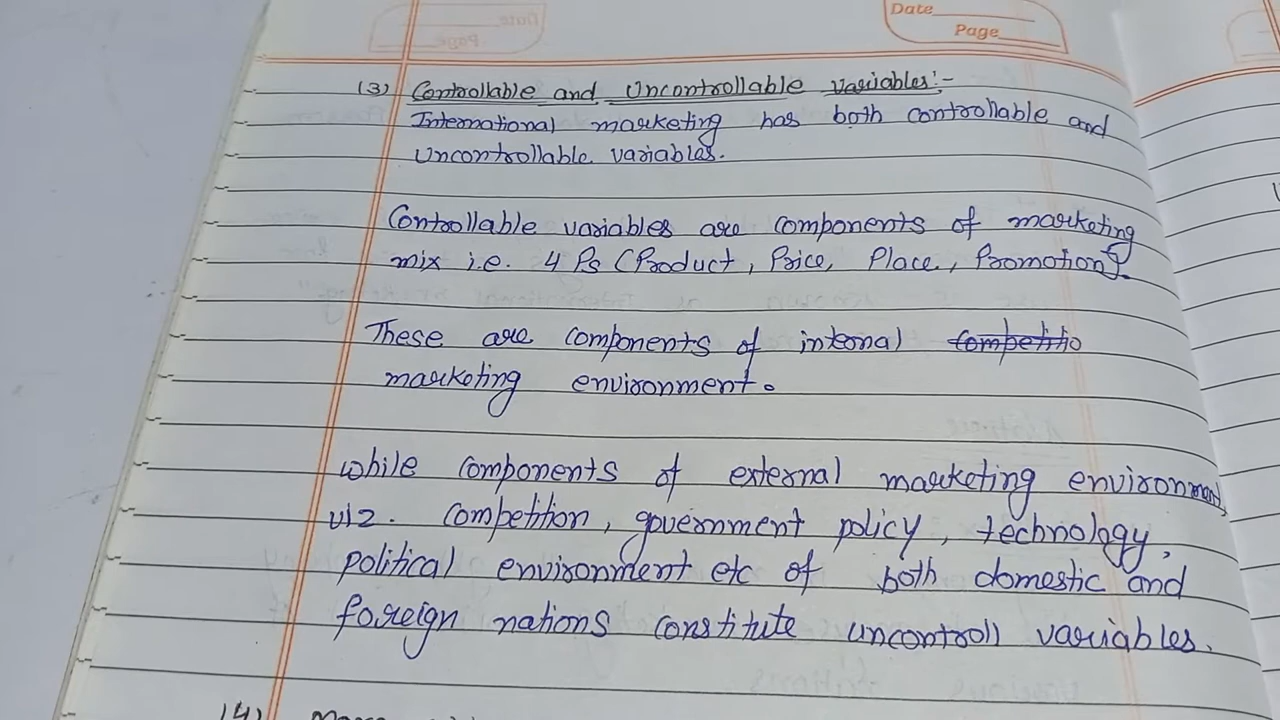 Date
Page
(3) Controllable and Uncontrollable Variables:-
International marketing has both controllable and
uncontrollable variables.
Controllable variables are components of marketing
mix i.e. 4 Ps (Product, Price, Place, Promotion).
These are components of internal competitio
marketing environment.
while components of external marketing environment
viz. competition, government policy, technology,
political environment etc of both domestic and
foreign nations constitute uncontroll variables.
(4)